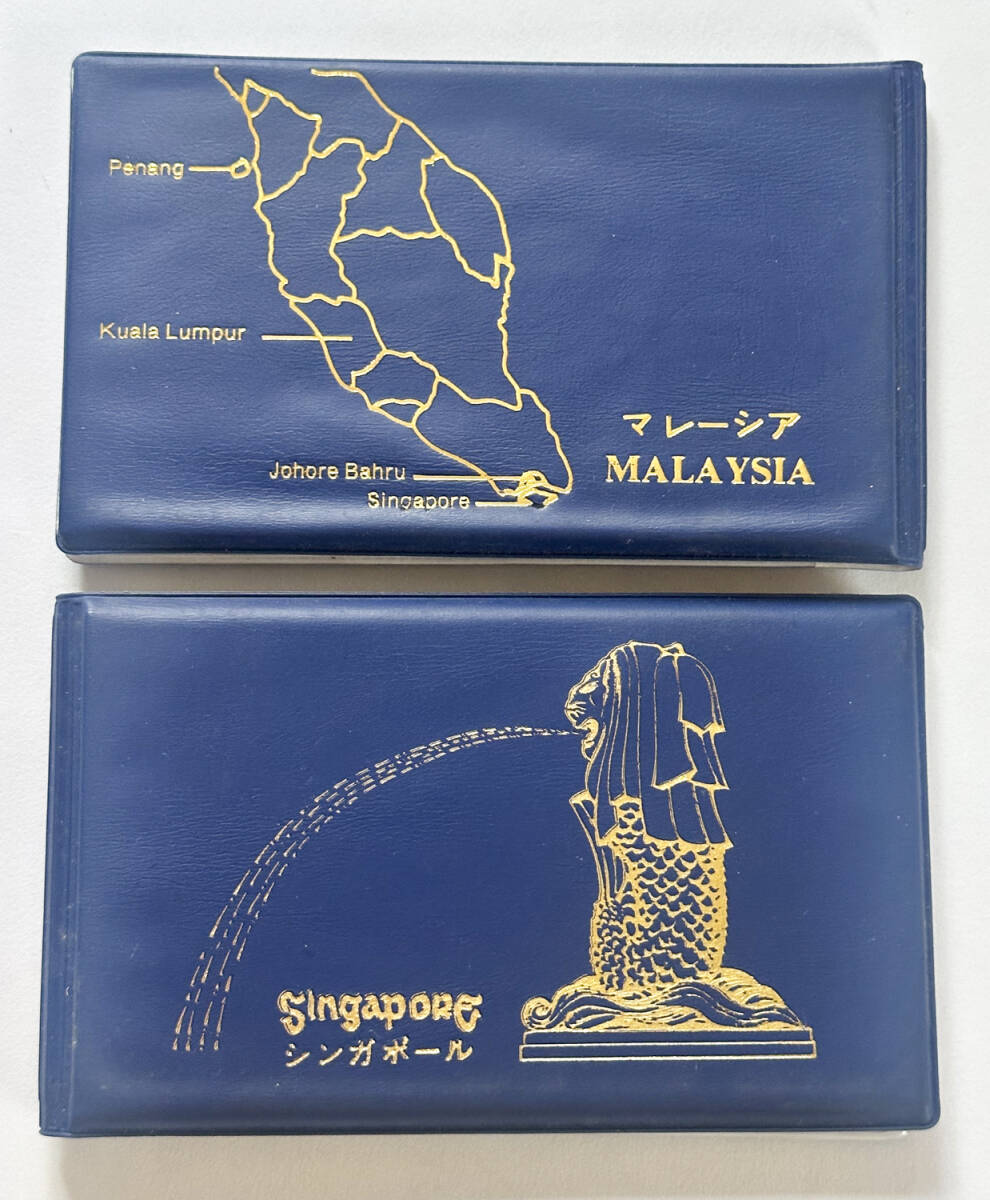 Penang
Kuala Lumpur
マレーシア
MALAYSIA
Johore Bahru
Singapore
Singapore
シンガポール